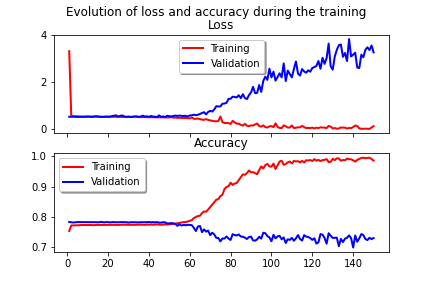 Evolution of loss and accuracy during the training
Loss
4
2
0
Training
Validation
Accuracy
1.0
0.9
0.8
0.7
Training
Validation
0 20 40 60 80 100 120 140